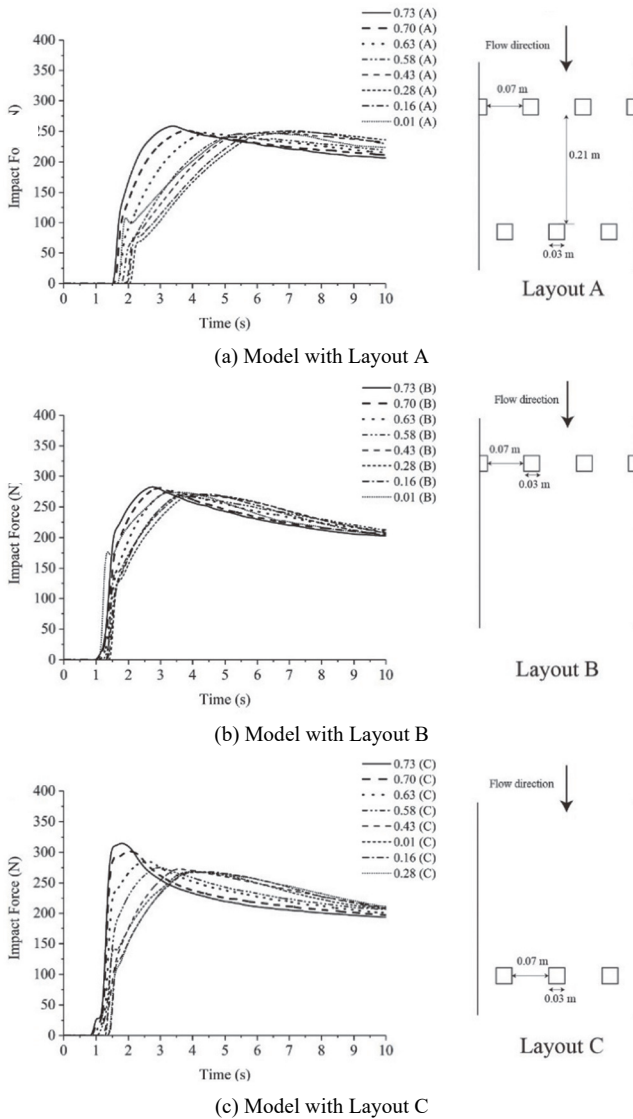 0.73 (A)
0.70 (A)
0.63 (A)
0.58 (A)
0.43 (A)
0.28 (A)
0.16 (A)
0.01 (A)
400
350
300
250
200
150
100
50
0
Impact
0 1 2 3 4 5 6 7 8 9 10
Time (s)
Flow direction
0.07 m
0.21 m
0.03 m
Layout A
(a) Model with Layout A
0.73 (B)
0.70 (B)
0.63 (B)
0.58 (B)
0.43 (B)
0.28 (B)
0.16 (B)
0.01 (B)
400
350
300
250
200
150
100
50
0
Impact Force (N)
0 1 2 3 4 5 6 7 8 9 10
Time (s)
Flow direction
0.07 m
0.03 m
Layout B
(b) Model with Layout B
0.73 (C)
0.70 (C)
0.63 (C)
0.58 (C)
0.43 (C)
0.01 (C)
0.16 (C)
0.28 (C)
400
350
300
250
200
150
100
50
0
Impact Force (N)
0 1 2 3 4 5 6 7 8 9 10
Time (s)
Flow direction
0.07 m
0.03 m
Layout C
(c) Model with Layout C